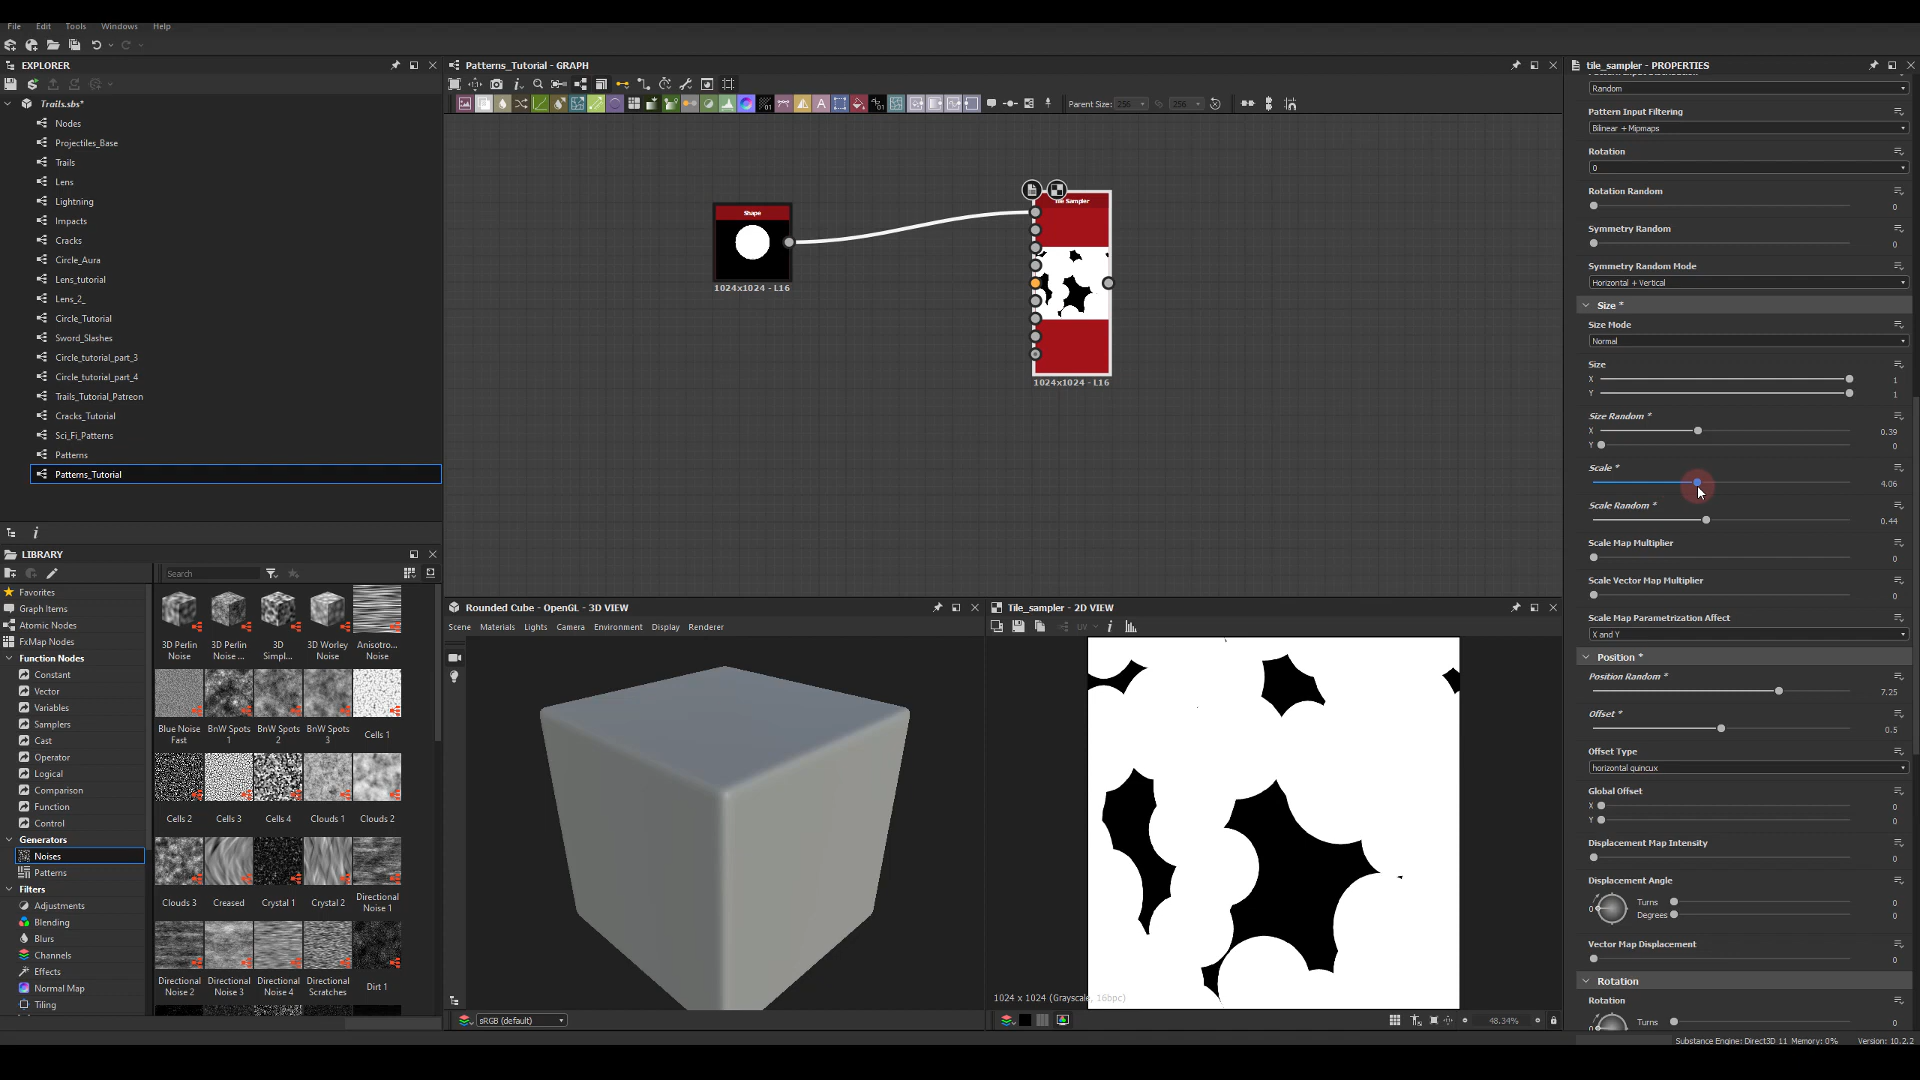 File Edit Tools Windows Help
EXPLORER
Trails.sbs*
Nodes
Projectiles_Base
Trails
Lens
Lightning
Impacts
Cracks
Circle_Aura
Lens_tutorial
Lens_2_
Circle_Tutorial
Sword_Slashes
Circle_tutorial_part_3
Circle_tutorial_part_4
Trails_Tutorial_Patreon
Cracks_Tutorial
Sci_Fi_Patterns
Patterns
Patterns_Tutorial
LIBRARY
Search
Favorites
Graph Items
Atomic Nodes
FxMap Nodes
Function Nodes
Constant
Vector
Variables
Samplers
Cast
Operator
Logical
Comparison
Function
Control
Generators
Noises
Patterns
Filters
Adjustments
Blending
Blurs
Channels
Effects
Normal Map
Tiling
3D Perlin Noise
3D Perlin Noise ...
3D Simpl...
3D Worley Noise
Anisotro... Noise
Blue Noise Fast
BnW Spots 1
BnW Spots 2
BnW Spots 3
Cells 1
Cells 2
Cells 3
Cells 4
Clouds 1
Clouds 2
Clouds 3
Creased
Crystal 1
Crystal 2
Directional Noise 1
Directional Noise 2
Directional Noise 3
Directional Noise 4
Directional Scratches
Dirt 1
Patterns_Tutorial - GRAPH
Parent Size: 256 256
Shape
1024x1024 - L16
Tile Sampler
1024x1024 - L16
Rounded Cube - OpenGL - 3D VIEW
Scene Materials Lights Camera Environment Display Renderer
sRGB (default)
Tile_sampler - 2D VIEW
UV
1024 x 1024 (Grayscale, 16bpc)
48.34%
tile_sampler - PROPERTIES
Random
Pattern Input Filtering
Bilinear + Mipmaps
Rotation
0
Rotation Random
0
Symmetry Random
0
Symmetry Random Mode
Horizontal + Vertical
Size *
Size Mode
Normal
Size
X 1
Y 1
Size Random *
X 0.39
Y 0
Scale *
4.06
Scale Random *
0.44
Scale Map Multiplier
0
Scale Vector Map Multiplier
0
Scale Map Parametrization Affect
X and Y
Position *
Position Random *
7.25
Offset *
0.5
Offset Type
horizontal quincux
Global Offset
X 0
Y 0
Displacement Map Intensity
0
Displacement Angle
0 Turns 0
Degrees 0
Vector Map Displacement
0
Rotation
Rotation
Turns 0
Substance Engine: Direct3D 11 Memory: 0% Version: 10.2.2